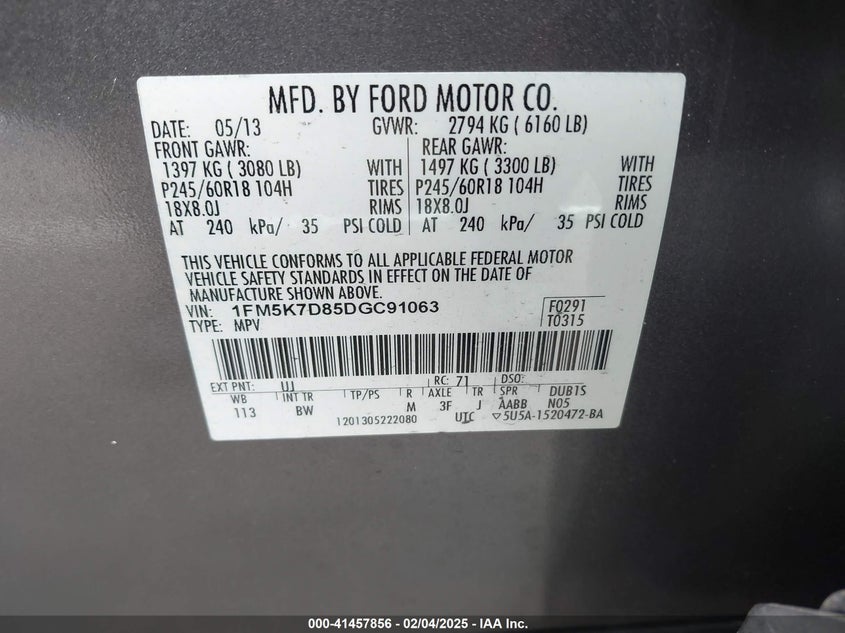 MFD. BY FORD MOTOR CO.
DATE: 05/13 GVWR: 2794 KG ( 6160 LB)
FRONT GAWR: REAR GAWR:
1397 KG ( 3080 LB) WITH 1497 KG ( 3300 LB) WITH
P245/60R18 104H TIRES P245/60R18 104H TIRES
18X8.0J RIMS 18X8.0J RIMS
AT 240 kPa/ 35 PSI COLD AT 240 kPa/ 35 PSI COLD
THIS VEHICLE CONFORMS TO ALL APPLICABLE FEDERAL MOTOR
VEHICLE SAFETY STANDARDS IN EFFECT ON THE DATE OF
MANUFACTURE SHOWN ABOVE.
VIN: 1FM5K7D85DGC91063 F0291
TYPE: MPV T0315
EXT PNT: UJ RC: 71 DSO:
WB INT TR TP/PS R AXLE TR SPR DUB1S
113 BW M 3F J AABB N05
1201305222080 UTC ▽5U5A-1520472-BA
000-41457856 - 02/04/2025 - IAA Inc.